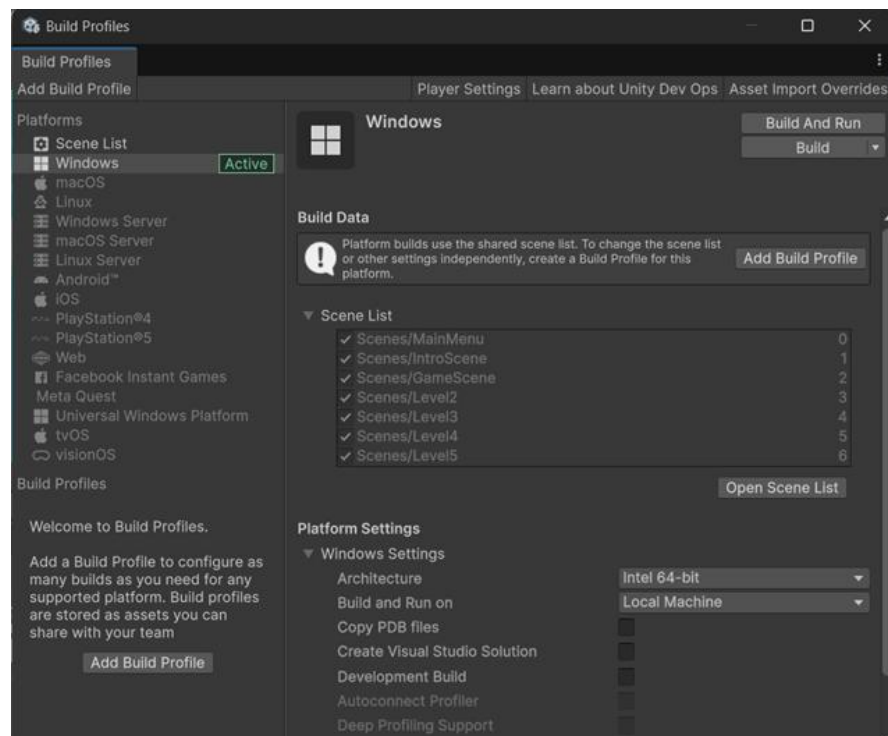 Build Profiles
Build Profiles
Add Build Profile
Player Settings Learn about Unity Dev Ops Asset Import Overrides
Platforms
Scene List
Windows Active
macOS
Linux
Windows Server
macOS Server
Linux Server
Android™
iOS
PlayStation®4
PlayStation®5
Web
Facebook Instant Games
Meta Quest
Universal Windows Platform
tvOS
visionOS
Build Profiles
Welcome to Build Profiles.
Add a Build Profile to configure as
many builds as you need for any
supported platform. Build profiles
are stored as assets you can
share with your team
Add Build Profile
Windows
Build And Run
Build
Build Data
Platform builds use the shared scene list. To change the scene list
or other settings independently, create a Build Profile for this
platform.
Add Build Profile
Scene List
Scenes/MainMenu 0
Scenes/IntroScene 1
Scenes/GameScene 2
Scenes/Level2 3
Scenes/Level3 4
Scenes/Level4 5
Scenes/Level5 6
Open Scene List
Platform Settings
Windows Settings
Architecture Intel 64-bit
Build and Run on Local Machine
Copy PDB files
Create Visual Studio Solution
Development Build
Autoconnect Profiler
Deep Profiling Support